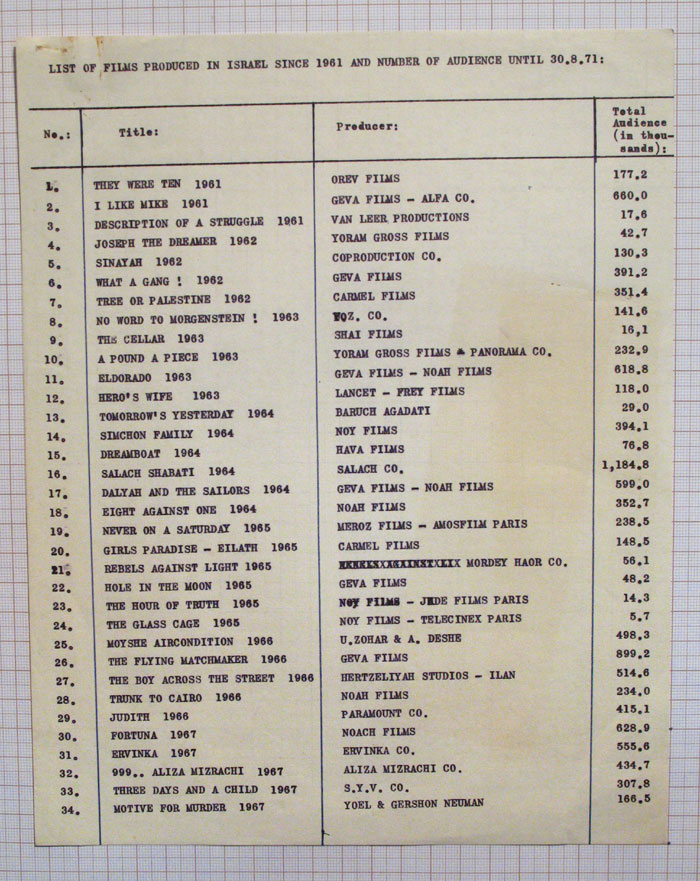 LIST OF FILMS PRODUCED IN ISRAEL SINCE 1961 AND NUMBER OF AUDIENCE UNTIL 30.8.71:
No.: Title: Producer: Total Audience (in thou-sands):
1. THEY WERE TEN 1961 OREV FILMS 177.2
2. I LIKE MIKE 1961 GEVA FILMS - ALFA CO. 660.0
3. DESCRIPTION OF A STRUGGLE 1961 VAN LEER PRODUCTIONS 17.6
4. JOSEPH THE DREAMER 1962 YORAM GROSS FILMS 42.7
5. SINAYAH 1962 COPRODUCTION CO. 130.3
6. WHAT A GANG ! 1962 GEVA FILMS 391.2
7. TREE OR PALESTINE 1962 CARMEL FILMS 351.4
8. NO WORD TO MORGENSTEIN ! 1963 OZ. CO. 141.6
9. THE CELLAR 1963 SHAI FILMS 16,1
10. A POUND A PIECE 1963 YORAM GROSS FILMS & PANORAMA CO. 232.9
11. ELDORADO 1963 GEVA FILMS - NOAH FILMS 618.8
12. HERO'S WIFE 1963 LANCET - FREY FILMS 118.0
13. TOMORROW'S YESTERDAY 1964 BARUCH AGADATI 29.0
14. SIMCHON FAMILY 1964 NOY FILMS 394.1
15. DREAMBOAT 1964 HAVA FILMS 76.8
16. SALACH SHABATI 1964 SALACH CO. 1,184.8
17. DALYAH AND THE SAILORS 1964 GEVA FILMS - NOAH FILMS 599.0
18. EIGHT AGAINST ONE 1964 NOAH FILMS 352.7
19. NEVER ON A SATURDAY 1965 MEROZ FILMS - AMOSFILM PARIS 238.5
20. GIRLS PARADISE - EILATH 1965 CARMEL FILMS 148.5
21. REBELS AGAINST LIGHT 1965 MORDEY HAOR CO. 56.1
22. HOLE IN THE MOON 1965 GEVA FILMS 48.2
23. THE HOUR OF TRUTH 1965 NOY FILMS - JUDE FILMS PARIS 14.3
24. THE GLASS CAGE 1965 NOY FILMS - TELECINEX PARIS 5.7
25. MOYSHE AIRCONDITION 1966 U.ZOHAR & A. DESHE 498.3
26. THE FLYING MATCHMAKER 1966 GEVA FILMS 899.2
27. THE BOY ACROSS THE STREET 1966 HERTZELIYAH STUDIOS - ILAN 514.6
28. TRUNK TO CAIRO 1966 NOAH FILMS 234.0
29. JUDITH 1966 PARAMOUNT CO. 415.1
30. FORTUNA 1967 NOACH FILMS 628.9
31. ERVINKA 1967 ERVINKA CO. 555.6
32. 999.. ALIZA MIZRACHI 1967 ALIZA MIZRACHI CO. 434.7
33. THREE DAYS AND A CHILD 1967 S.Y.V. CO. 307.8
34. MOTIVE FOR MURDER 1967 YOEL & GERSHON NEUMAN 166.5